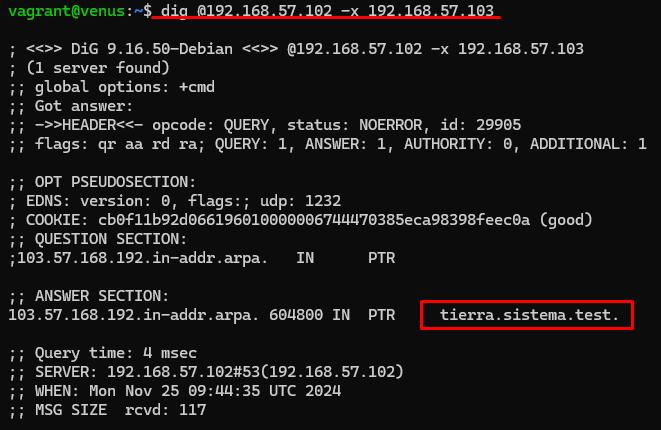 vagrant@venus:~$ dig @192.168.57.102 -x 192.168.57.103
; <<>> DiG 9.16.50-Debian <<>> @192.168.57.102 -x 192.168.57.103
; (1 server found)
;; global options: +cmd
;; Got answer:
;; ->>HEADER<<- opcode: QUERY, status: NOERROR, id: 29905
;; flags: qr aa rd ra; QUERY: 1, ANSWER: 1, AUTHORITY: 0, ADDITIONAL: 1
;; OPT PSEUDOSECTION:
; EDNS: version: 0, flags:; udp: 1232
; COOKIE: cb0f11b92d06619601000006744470385eca98398feec0a (good)
;; QUESTION SECTION:
;103.57.168.192.in-addr.arpa. IN PTR
;; ANSWER SECTION:
103.57.168.192.in-addr.arpa. 604800 IN PTR tierra.sistema.test.
;; Query time: 4 msec
;; SERVER: 192.168.57.102#53(192.168.57.102)
;; WHEN: Mon Nov 25 09:44:35 UTC 2024
;; MSG SIZE rcvd: 117